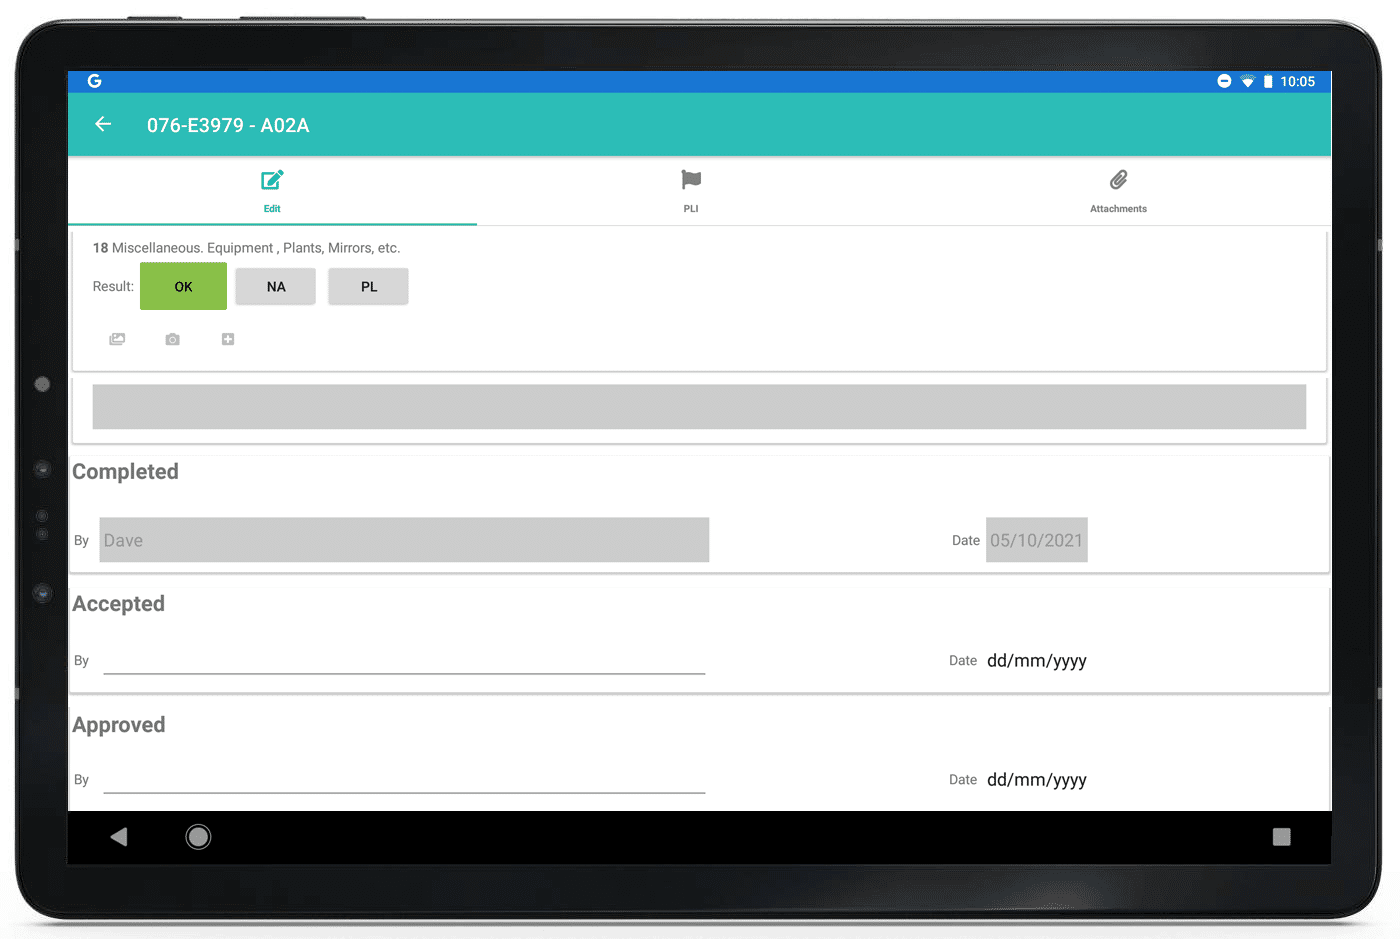 G 10:05
076-E3979 - A02A
Edit PLI Attachments
18 Miscellaneous. Equipment , Plants, Mirrors, etc.
Result: OK NA PL
Completed
By Dave Date 05/10/2021
Accepted
By Date dd/mm/yyyy
Approved
By Date dd/mm/yyyy